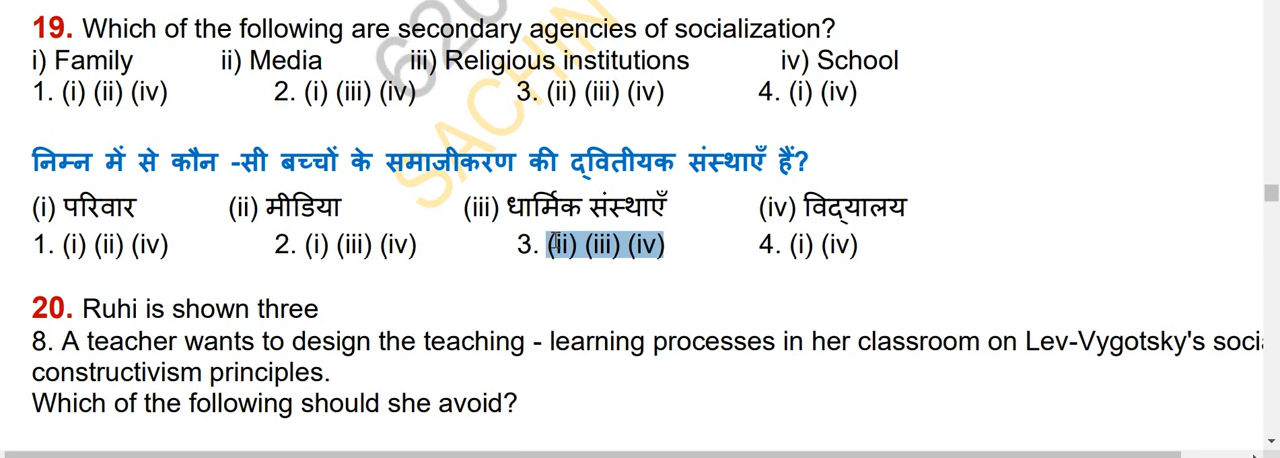 19. Which of the following are secondary agencies of socialization?
i) Family ii) Media iii) Religious institutions iv) School
1. (i) (ii) (iv) 2. (i) (iii) (iv) 3. (ii) (iii) (iv) 4. (i) (iv)
निम्न में से कौन -सी बच्चों के समाजीकरण की द्वितीयक संस्थाएँ हैं?
(i) परिवार (ii) मीडिया (iii) धार्मिक संस्थाएँ (iv) विद्यालय
1. (i) (ii) (iv) 2. (i) (iii) (iv) 3. (ii) (iii) (iv) 4. (i) (iv)
20. Ruhi is shown three
8. A teacher wants to design the teaching - learning processes in her classroom on Lev-Vygotsky's soci
constructivism principles.
Which of the following should she avoid?
SACHIN